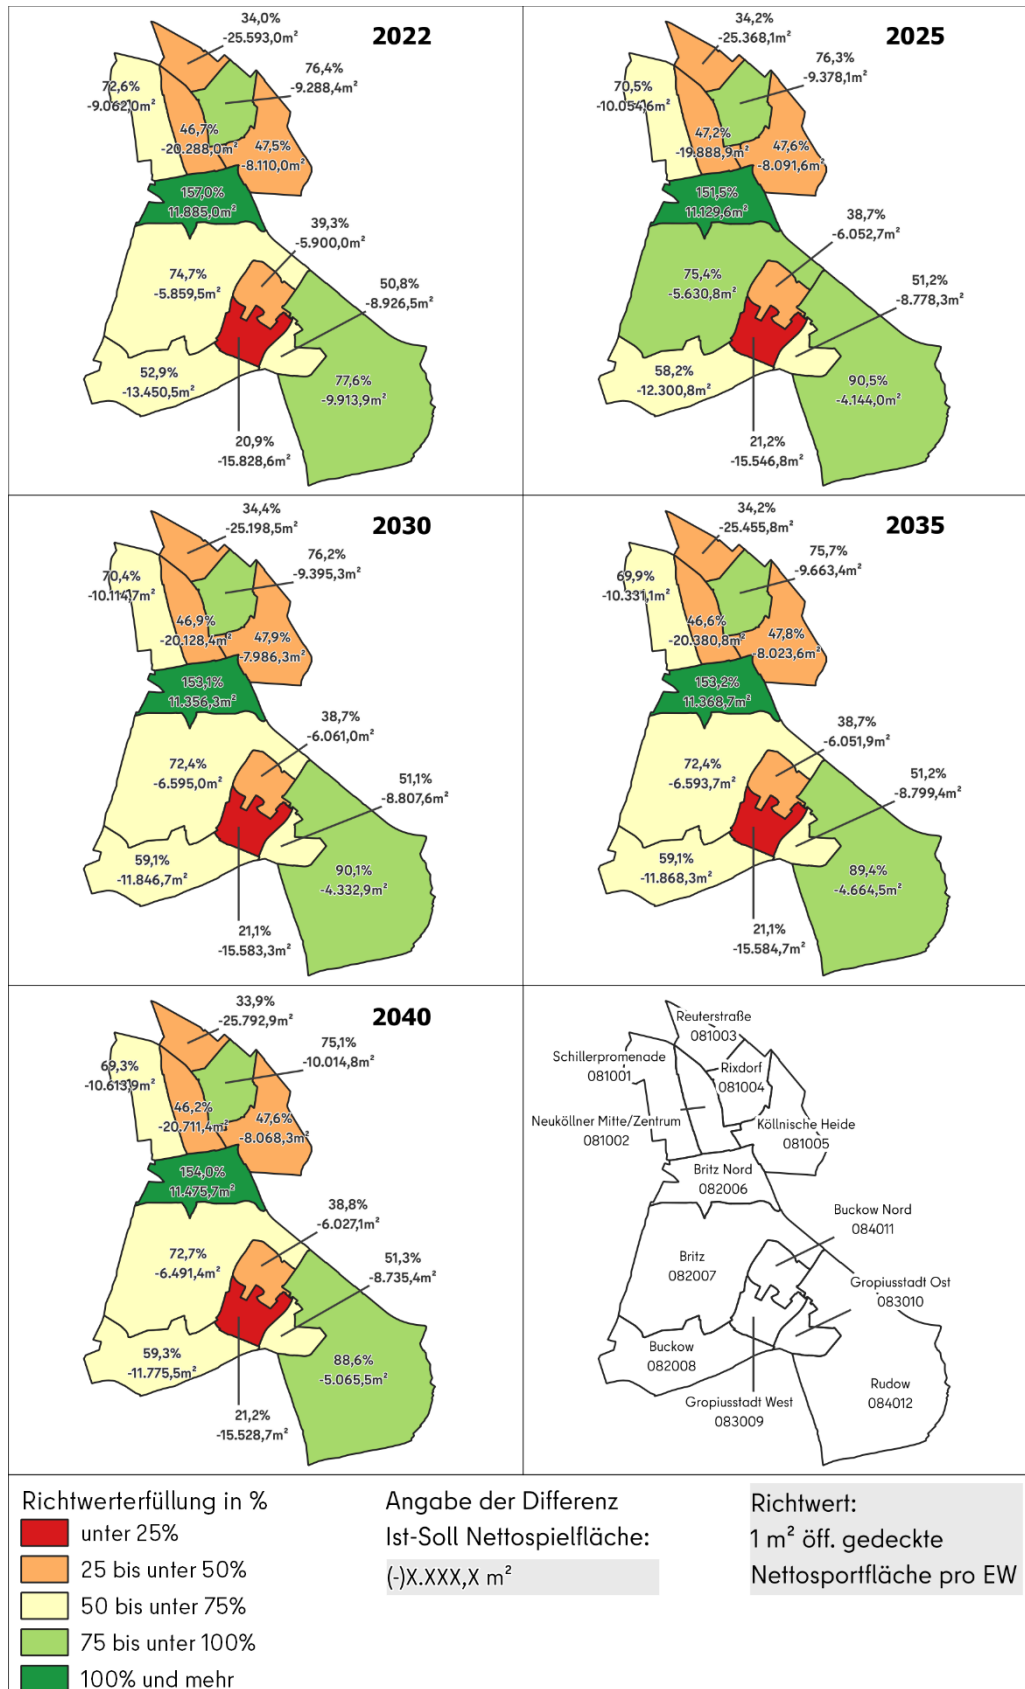 2022
34,0%
-25.593,0m²
76,4%
-9.288,4m²
72,6%
-9.062,0m²
46,7%
-20.288,0m²
47,5%
-8.110,0m²
157,0%
11.885,0m²
39,3%
-5.900,0m²
74,7%
-5.859,5m²
50,8%
-8.926,5m²
52,9%
-13.450,5m²
77,6%
-9.913,9m²
20,9%
-15.828,6m²
2025
34,2%
-25.368,1m²
76,3%
-9.378,1m²
70,5%
-10.054,6m²
47,2%
-19.888,9m²
47,6%
-8.091,6m²
151,5%
11.129,6m²
38,7%
-6.052,7m²
75,4%
-5.630,8m²
51,2%
-8.778,3m²
58,2%
-12.300,8m²
90,5%
-4.144,0m²
21,2%
-15.546,8m²
2030
34,4%
-25.198,5m²
76,2%
-9.395,3m²
70,4%
-10.114,7m²
46,9%
-20.128,4m²
47,9%
-7.986,3m²
153,1%
11.356,3m²
38,7%
-6.061,0m²
72,4%
-6.595,0m²
51,1%
-8.807,6m²
59,1%
-11.846,7m²
90,1%
-4.332,9m²
21,1%
-15.583,3m²
2035
34,2%
-25.455,8m²
75,7%
-9.663,4m²
69,9%
-10.331,1m²
46,6%
-20.380,8m²
47,8%
-8.023,6m²
153,2%
11.368,7m²
38,7%
-6.051,9m²
72,4%
-6.593,7m²
51,2%
-8.799,4m²
59,1%
-11.868,3m²
89,4%
-4.664,5m²
21,1%
-15.584,7m²
2040
33,9%
-25.792,9m²
75,1%
-10.014,8m²
69,3%
-10.613,9m²
46,2%
-20.711,4m²
47,6%
-8.068,3m²
154,0%
11.475,7m²
38,8%
-6.027,1m²
72,7%
-6.491,4m²
51,3%
-8.735,4m²
59,3%
-11.775,5m²
88,6%
-5.065,5m²
21,2%
-15.528,7m²
Reuterstraße
081003
Schillerpromenade
081001
Rixdorf
081004
Neuköllner Mitte/Zentrum
081002
Köllnische Heide
081005
Britz Nord
082006
Buckow Nord
084011
Britz
082007
Gropiusstadt Ost
083010
Buckow
082008
Rudow
084012
Gropiusstadt West
083009
Richtwerterfüllung in %
unter 25%
25 bis unter 50%
50 bis unter 75%
75 bis unter 100%
100% und mehr
Angabe der Differenz
Ist-Soll Nettospielfläche:
(-)X.XXX,X m²
Richtwert:
1 m² öff. gedeckte
Nettosportfläche pro EW